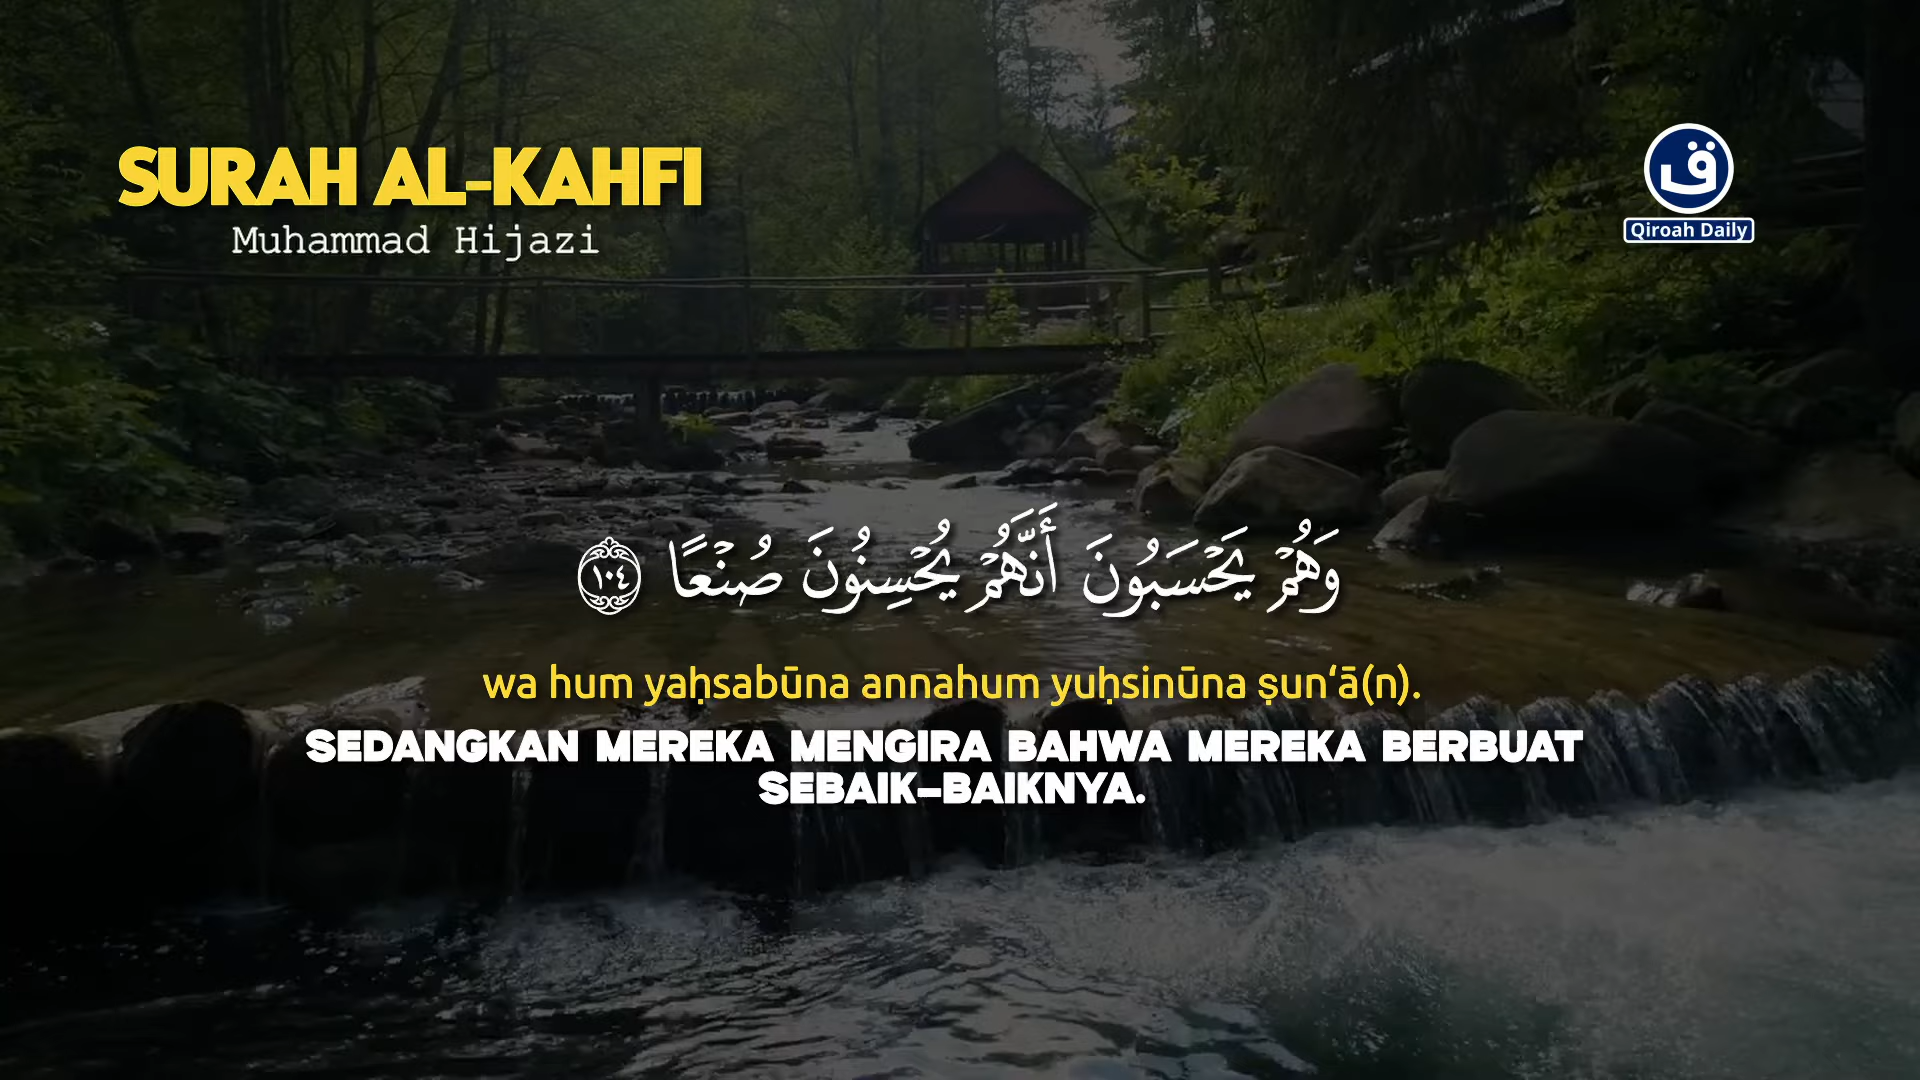 SURAH AL-KAHFI
Muhammad Hijazi
ق
Qiroah Daily
وَهُمْ يَحْسَبُونَ أَنَّهُمْ يُحْسِنُونَ صُنْعًا ١٠٤
wa hum yaḥsabūna annahum yuḥsinūna ṣun‘ā(n).
SEDANGKAN MEREKA MENGIRA BAHWA MEREKA BERBUAT
SEBAIK-BAIKNYA.